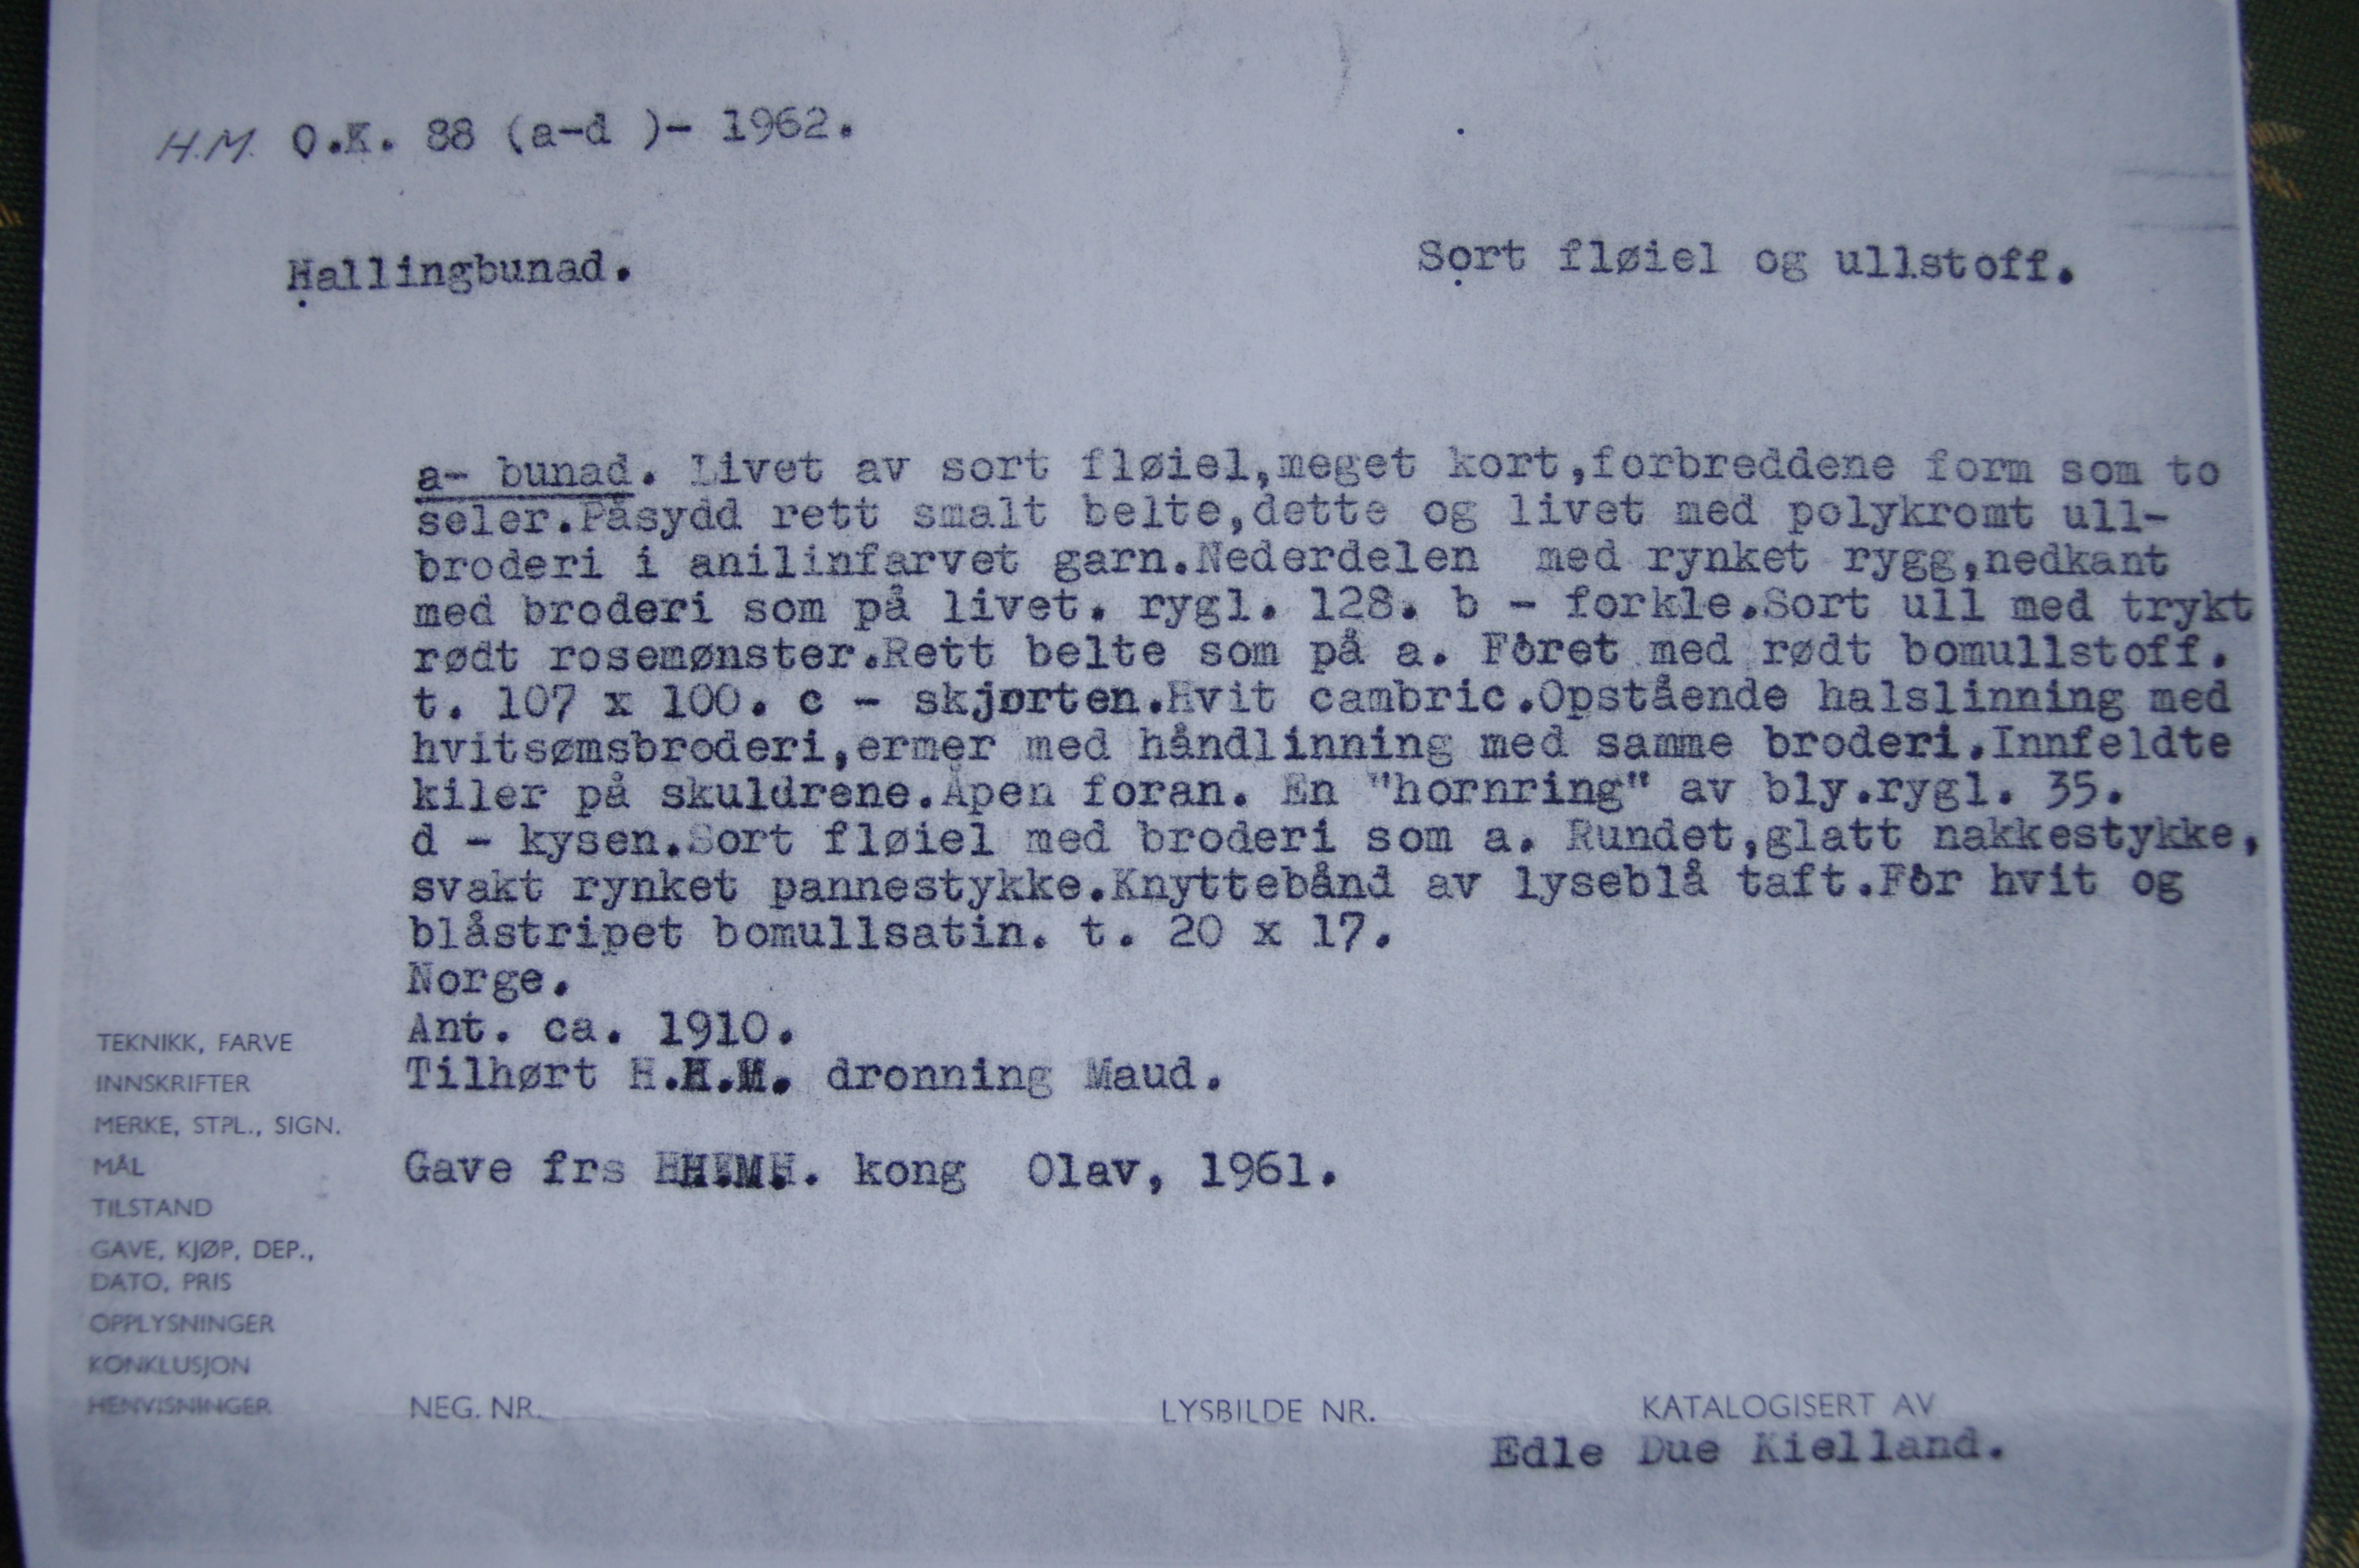 H.M. O.K. 88 (a-d )- 1962.
Hallingbunad. Sort fløiel og ullstoff.
a- bunad. Livet av sort fløiel,meget kort,forbreddene form som to
seler.Påsydd rett smalt belte,dette og livet med polykromt ull-
broderi i anilinfarvet garn.Nederdelen med rynket rygg,nedkant
med broderi som på livet. rygl. 128. b - forkle.Sort ull med trykt
rødt rosemønster.Rett belte som på a. Fòret med rødt bomullstoff.
t. 107 x 100. c - skjorten.Hvit cambric.Opstående halslinning med
hvitsømsbroderi,ermer med håndlinning med samme broderi.Innfeldte
kiler på skuldrene.Åpen foran. En "hornring" av bly.rygl. 35.
d - kysen.Sort fløiel med broderi som a. Rundet,glatt nakkestykke,
svakt rynket pannestykke.Knyttebånd av lyseblå taft.Fòr hvit og
blåstripet bomullsatin. t. 20 x 17.
Norge.
Ant. ca. 1910.
Tilhørt H.H.M. dronning Maud.
Gave frs H.M. kong Olav, 1961.
TEKNIKK, FARVE
INNSKRIFTER
MERKE, STPL., SIGN.
MÅL
TILSTAND
GAVE, KJØP, DEP.,
DATO, PRIS
OPPLYSNINGER
KONKLUSJON
HENVISNINGER
NEG. NR. LYSBILDE NR. KATALOGISERT AV
Edle Due Kielland.